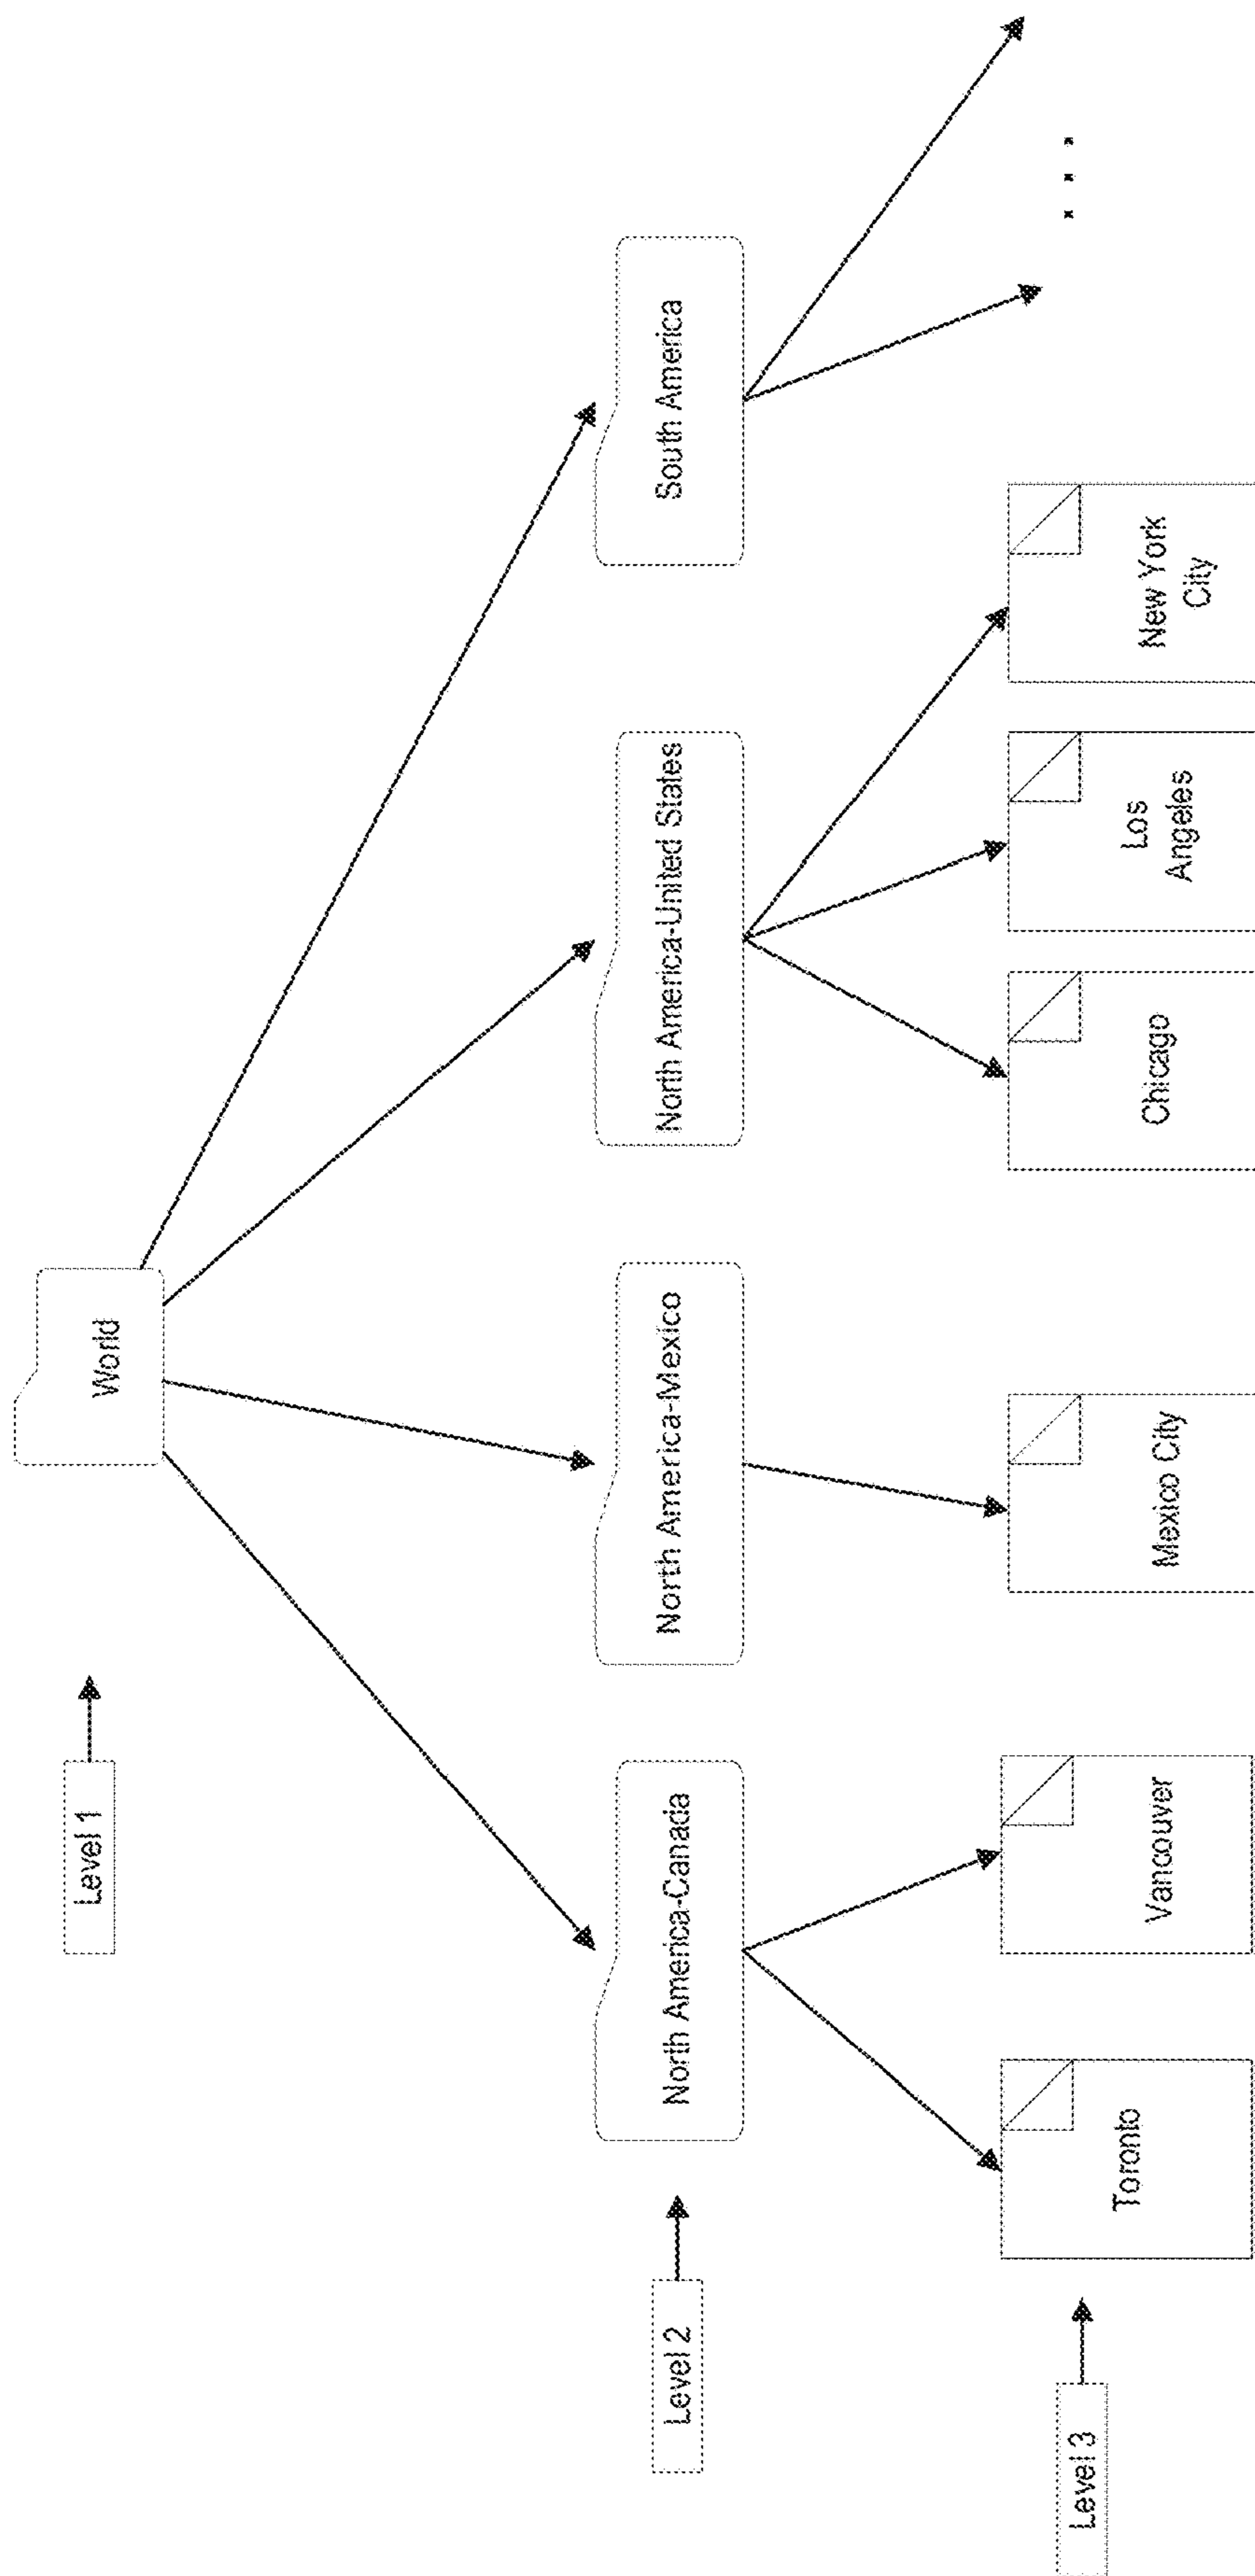 Level 1
World
Level 2
North America-Canada
North America-Mexico
North America-United States
South America
Level 3
Toronto
Vancouver
Mexico City
Chicago
Los
Angeles
New York
City
. . .